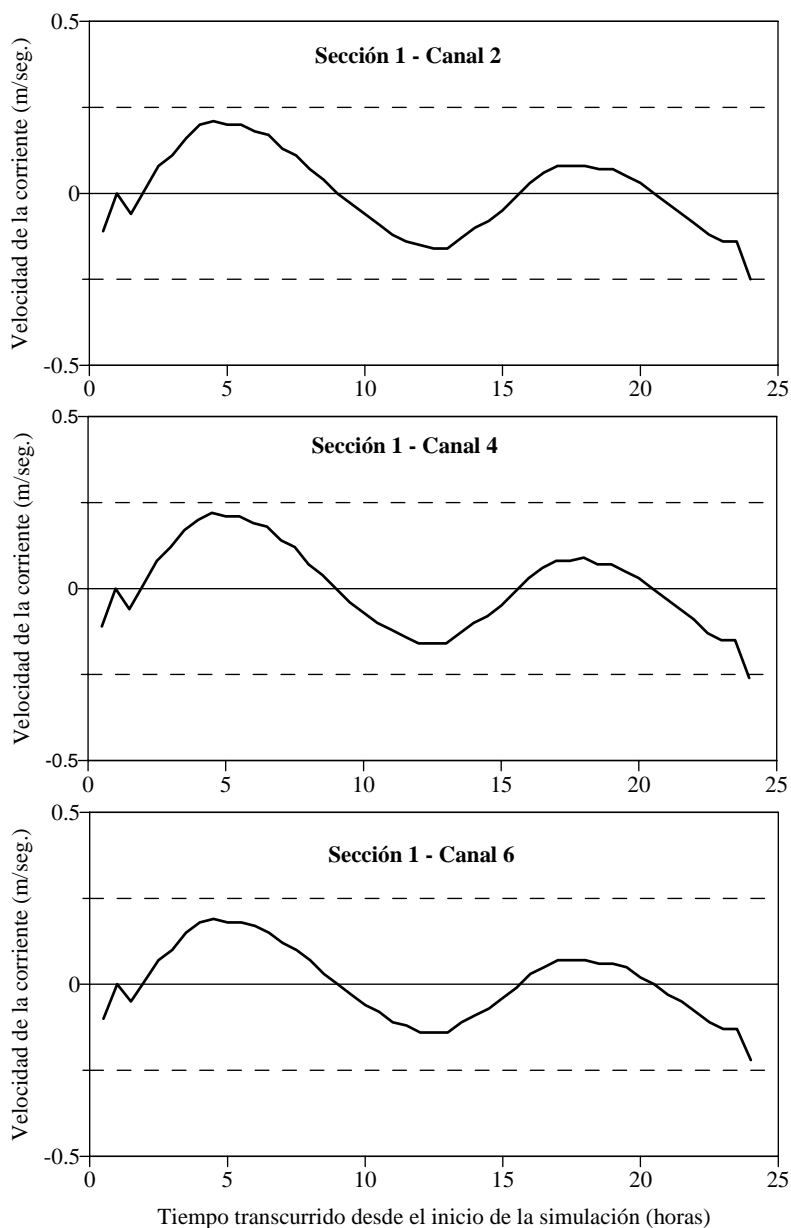 Sección 1 - Canal 2
Velocidad de la corriente (m/seg.)
0.5
0
-0.5
0 5 10 15 20 25
Sección 1 - Canal 4
Velocidad de la corriente (m/seg.)
0.5
0
-0.5
0 5 10 15 20 25
Sección 1 - Canal 6
Velocidad de la corriente (m/seg.)
0.5
0
-0.5
0 5 10 15 20 25
Tiempo transcurrido desde el inicio de la simulación (horas)